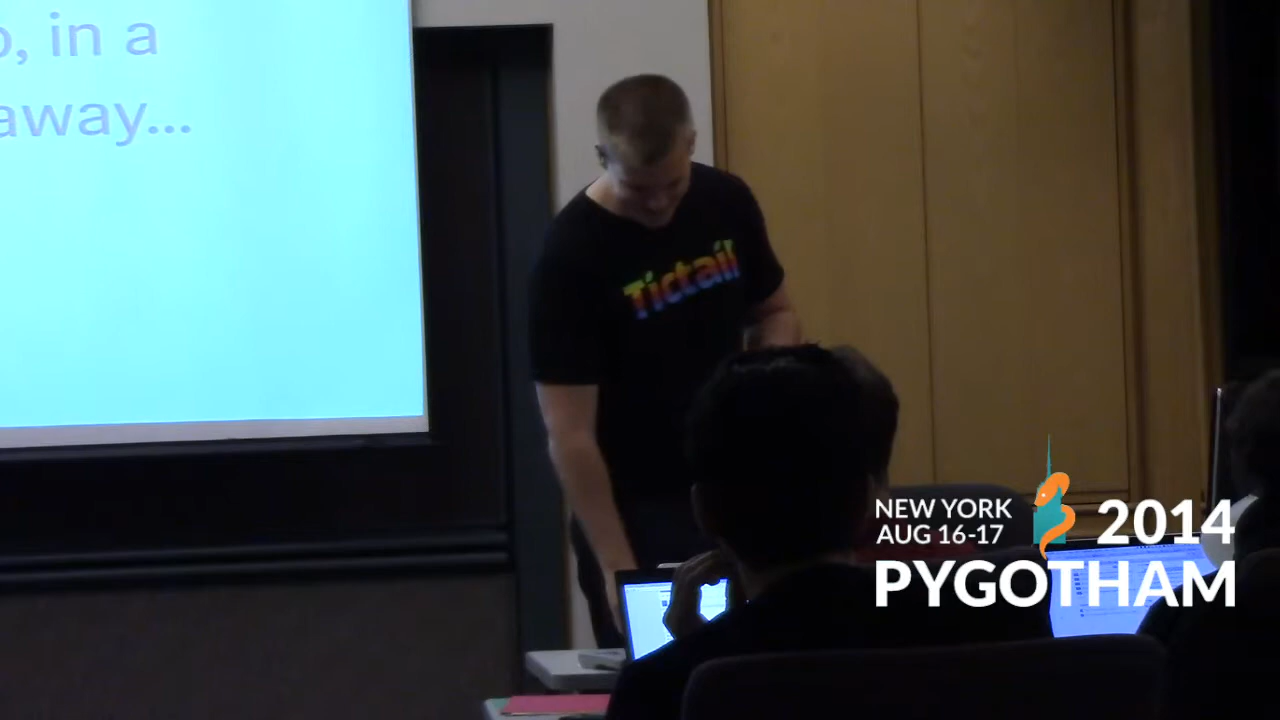 o, in a
away...
Tictail
NEW YORK
AUG 16-17
2014
PYGOTHAM